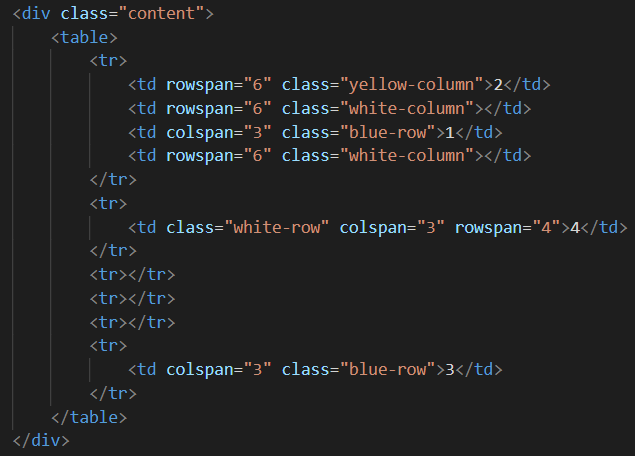 <div class="content">
<table>
<tr>
<td rowspan="6" class="yellow-column">2</td>
<td rowspan="6" class="white-column"></td>
<td colspan="3" class="blue-row">1</td>
<td rowspan="6" class="white-column"></td>
</tr>
<tr>
<td class="white-row" colspan="3" rowspan="4">4</td>
</tr>
<tr></tr>
<tr></tr>
<tr></tr>
<tr>
<td colspan="3" class="blue-row">3</td>
</tr>
</table>
</div>